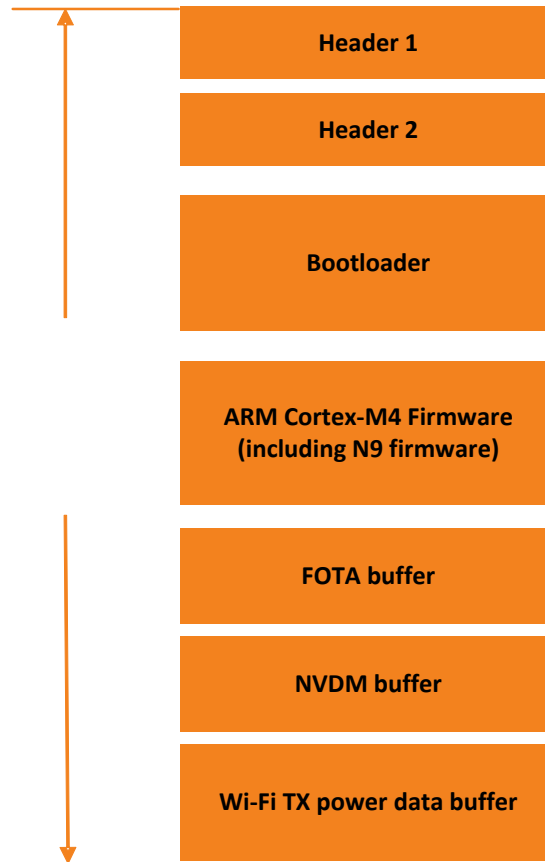 Header 1
Header 2
Bootloader
ARM Cortex-M4 Firmware
(including N9 firmware)
FOTA buffer
NVDM buffer
Wi-Fi TX power data buffer